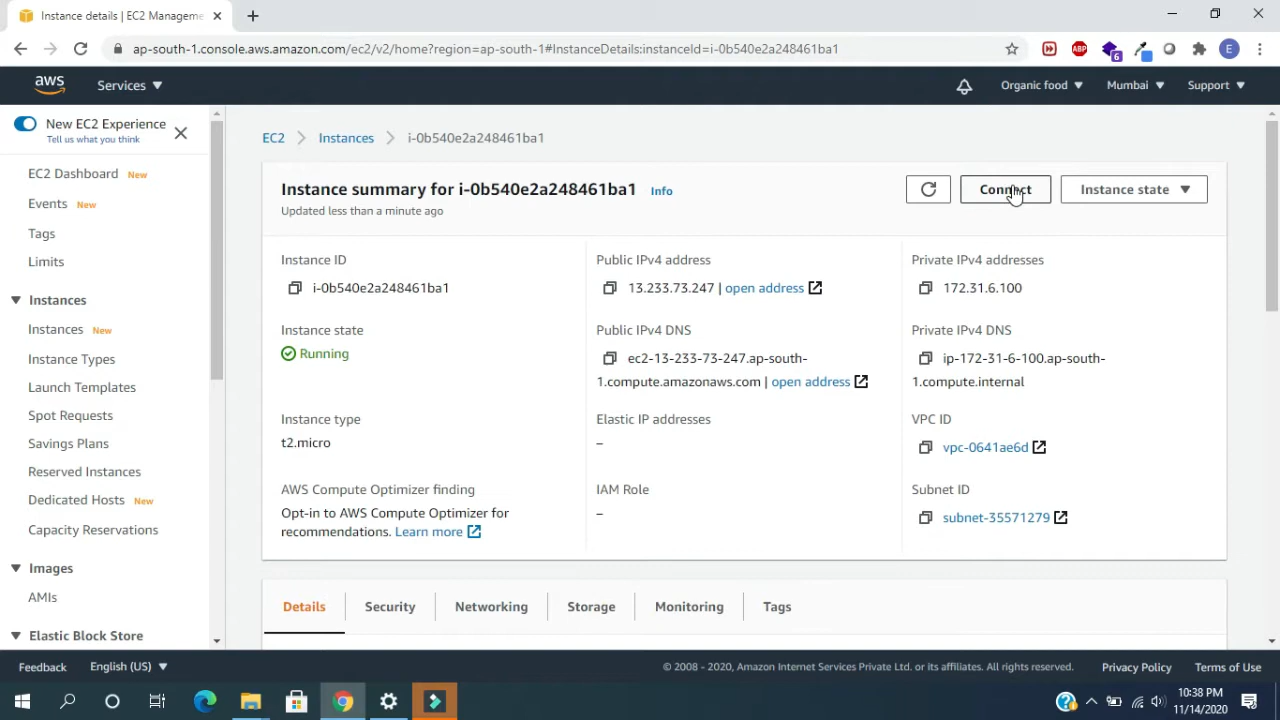 Instance details | EC2 Manageme
ap-south-1.console.aws.amazon.com/ec2/v2/home?region=ap-south-1#InstanceDetails:instanceId=i-0b540e2a248461ba1
ABP
6
E
aws
Services
Organic food
Mumbai
Support
New EC2 Experience
Tell us what you think
EC2 Dashboard New
Events New
Tags
Limits
Instances
Instances New
Instance Types
Launch Templates
Spot Requests
Savings Plans
Reserved Instances
Dedicated Hosts New
Capacity Reservations
Images
AMIs
Elastic Block Store
EC2
Instances
i-0b540e2a248461ba1
Instance summary for i-0b540e2a248461ba1 Info
Updated less than a minute ago
Connect
Instance state
Instance ID
i-0b540e2a248461ba1
Public IPv4 address
13.233.73.247 | open address
Private IPv4 addresses
172.31.6.100
Instance state
Running
Public IPv4 DNS
ec2-13-233-73-247.ap-south-
1.compute.amazonaws.com | open address
Private IPv4 DNS
ip-172-31-6-100.ap-south-
1.compute.internal
Instance type
t2.micro
Elastic IP addresses
–
VPC ID
vpc-0641ae6d
AWS Compute Optimizer finding
Opt-in to AWS Compute Optimizer for
recommendations. Learn more
IAM Role
–
Subnet ID
subnet-35571279
Details
Security
Networking
Storage
Monitoring
Tags
Feedback
English (US)
© 2008 - 2020, Amazon Internet Services Private Ltd. or its affiliates. All rights reserved.
Privacy Policy
Terms of Use
10:38 PM
11/14/2020